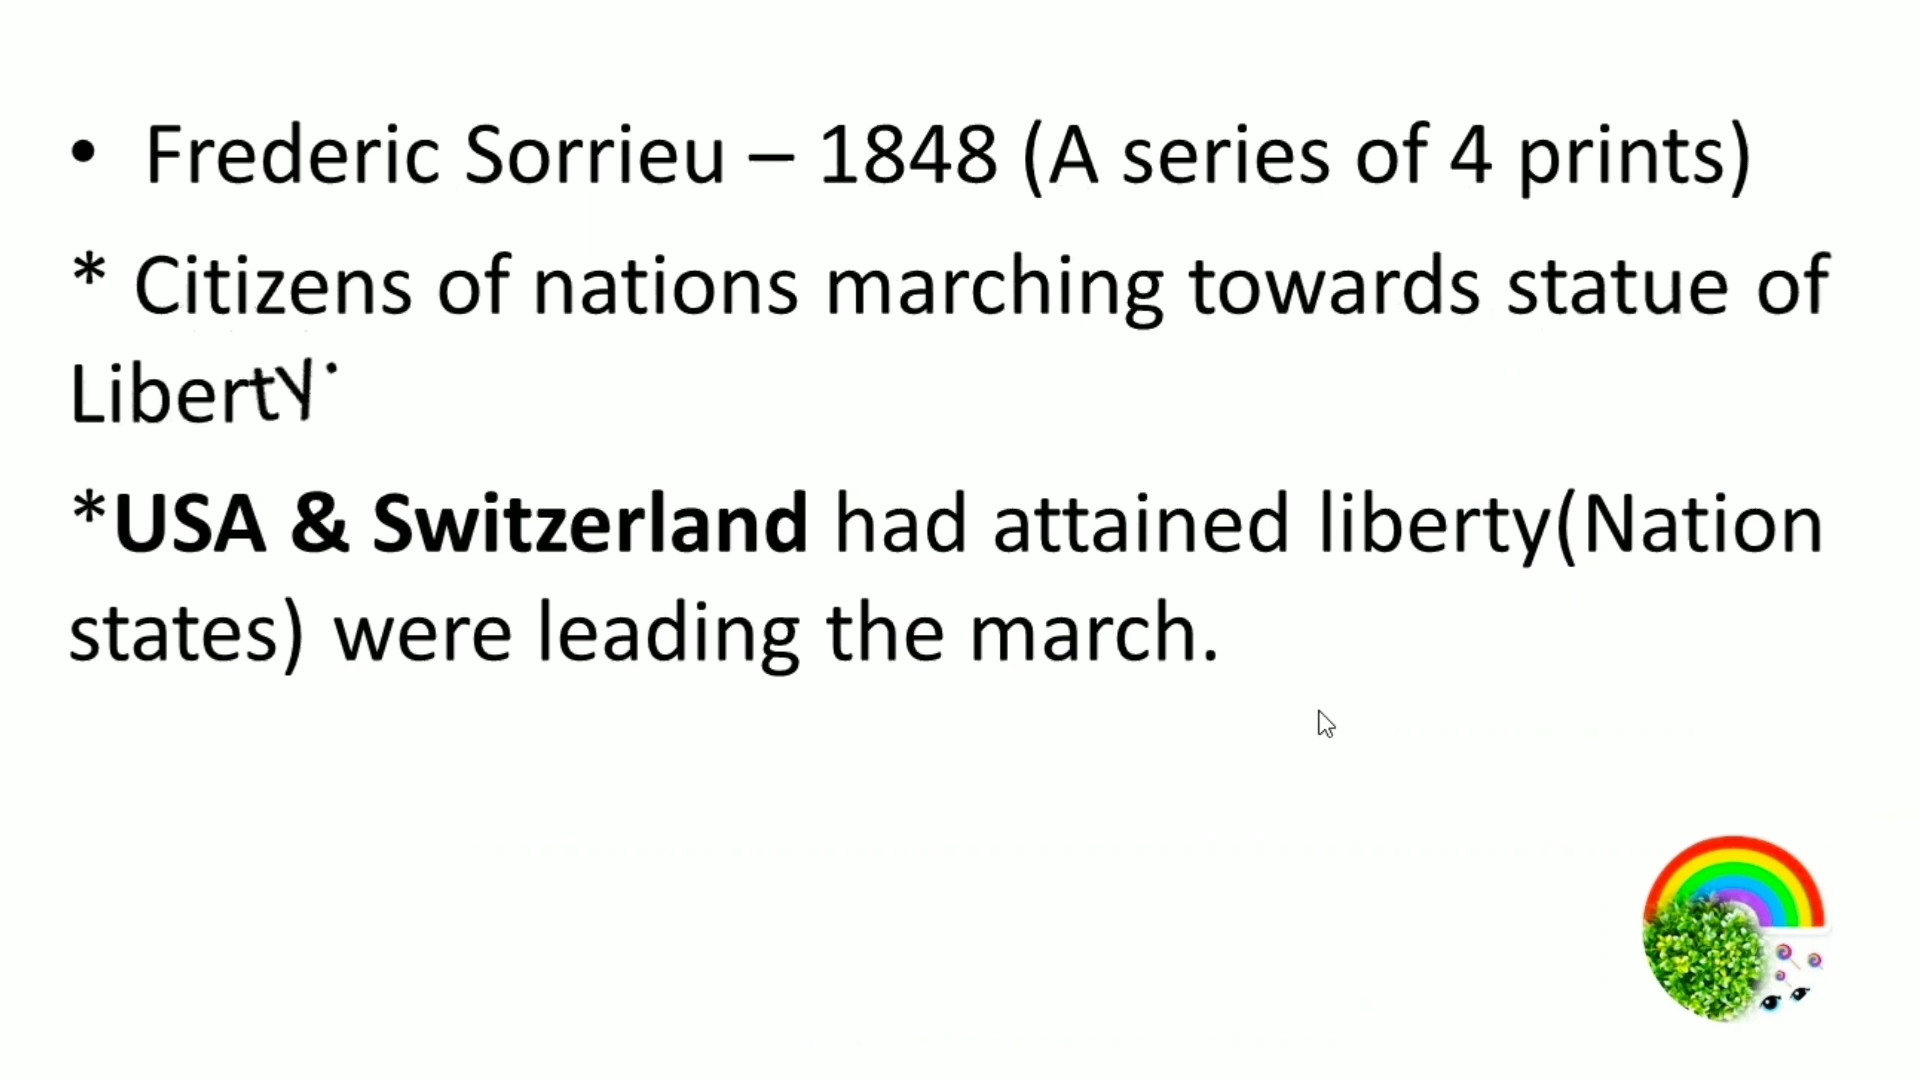 • Frederic Sorrieu – 1848 (A series of 4 prints)
* Citizens of nations marching towards statue of
Liberty.
*USA & Switzerland had attained liberty(Nation
states) were leading the march.